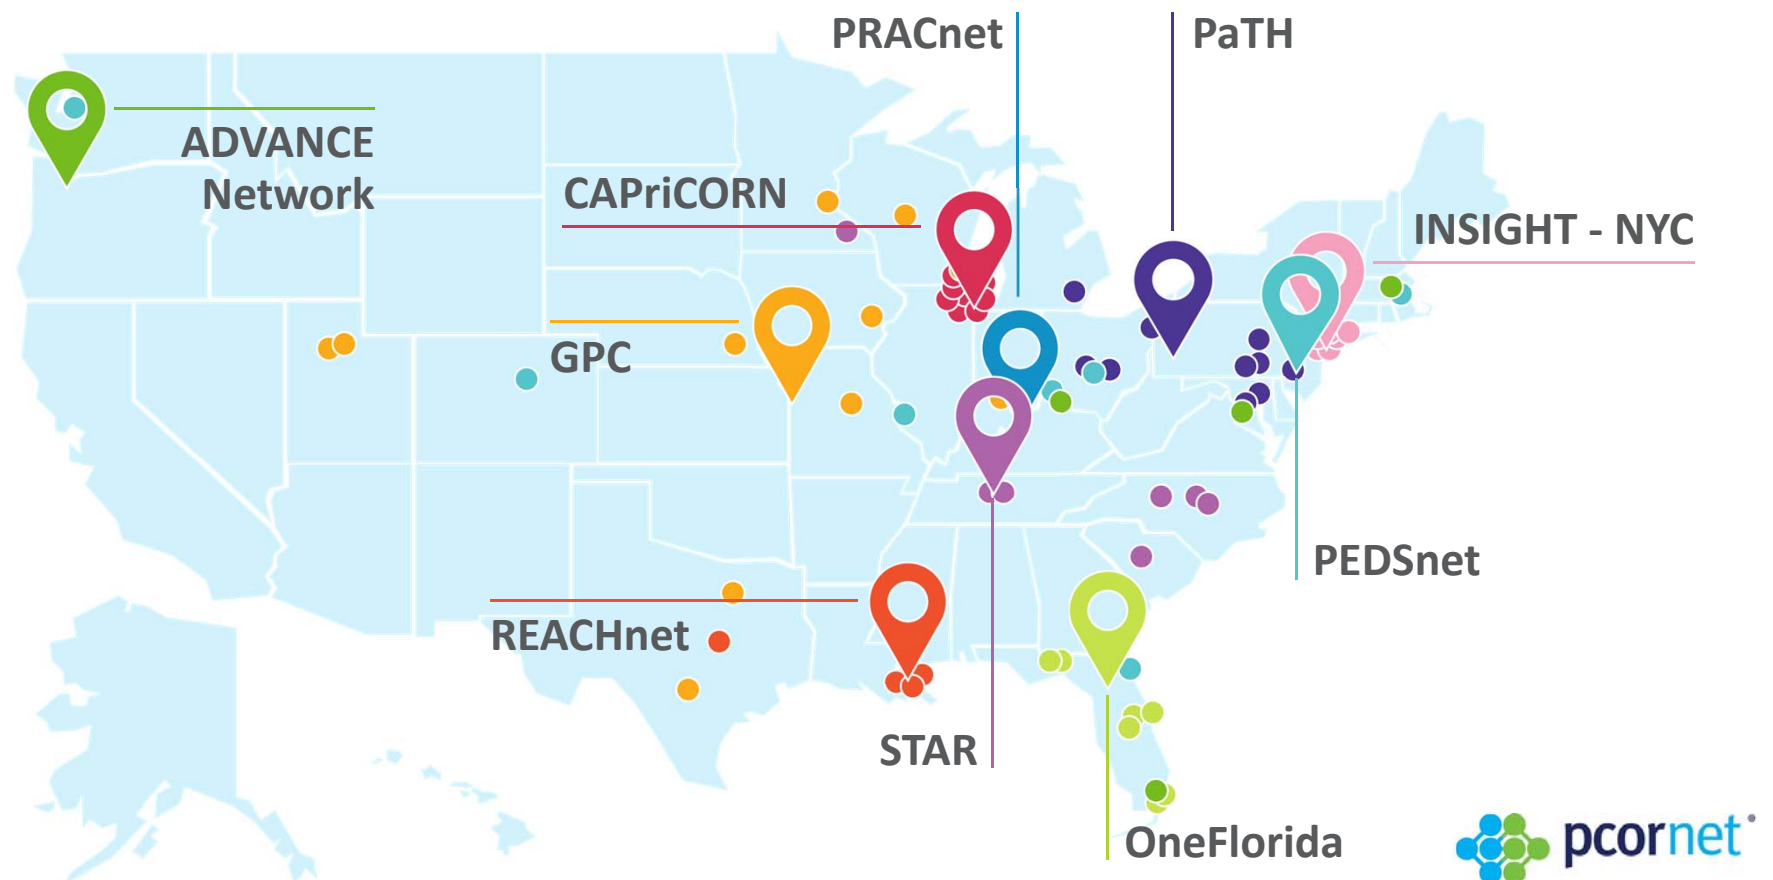 PRACnet
PaTH
ADVANCE
Network
CAPriCORN
INSIGHT - NYC
GPC
PEDSnet
REACHnet
STAR
OneFlorida
pcornet